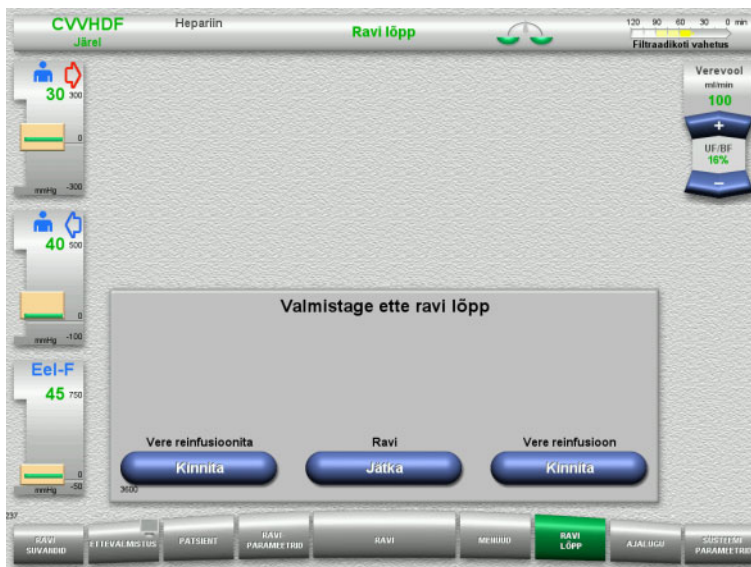 CVVHDF
Järel
Hepariin
Ravi lõpp
120 90 60 30 0 min
Filtraadikoti vahetus
30
300
0
-300
mmHg
40
500
0
-100
mmHg
Eel-F
45
750
0
-50
mmHg
Verevool
ml/min
100
+
UF/BF
16%
−
Valmistage ette ravi lõpp
Vere reinfusioonita
Kinnita
Ravi
Jätka
Vere reinfusioon
Kinnita
3600
237
RAVI
SUVANDID
ETTEVALMISTUS
PATSIENT
RAVI-
PARAMEETRID
RAVI
MENÜÜD
RAVI
LÕPP
AJALUGU
SÜSTEEMI
PARAMEETRID